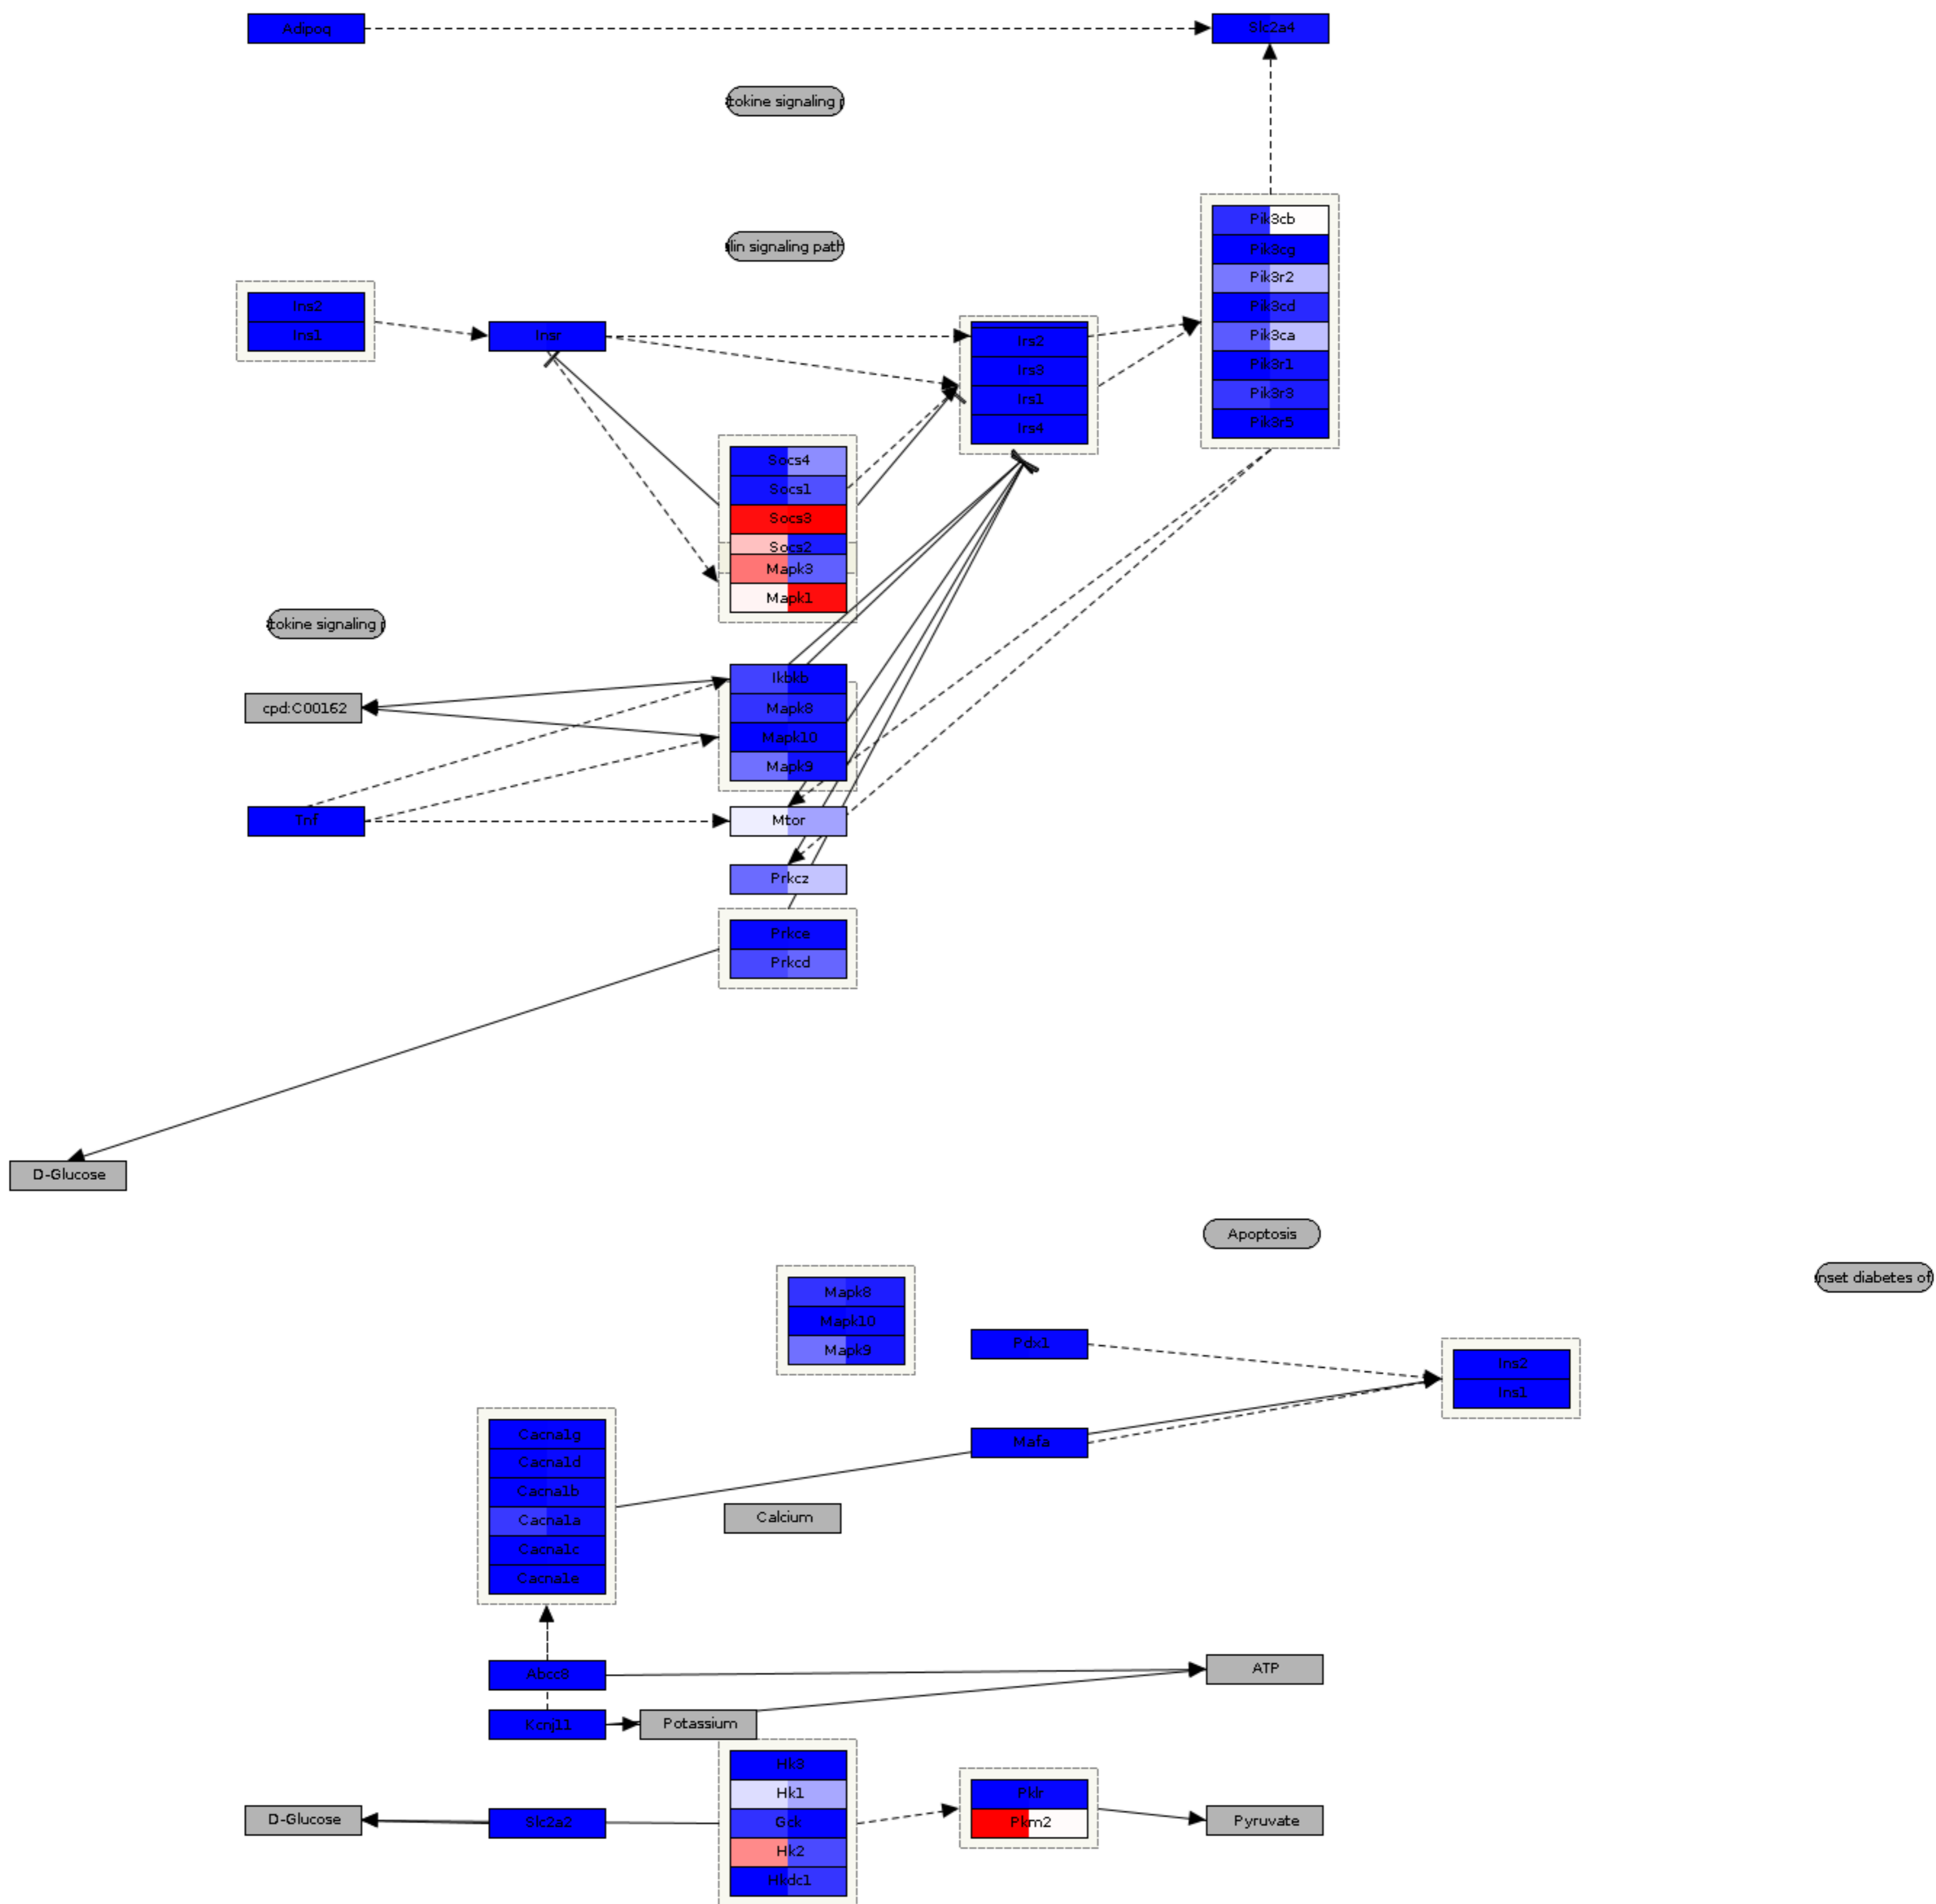 Adipoq
Slc2a4
tokine signaling p
lin signaling path
Pik3cb
Pik3cg
Pik3r2
Pik3cd
Pik3ca
Pik3r1
Pik3r3
Pik3r5
Ins2
Ins1
Insr
Irs2
Irs3
Irs1
Irs4
Socs4
Socs1
Socs3
Socs2
Mapk3
Mapk1
tokine signaling p
cpd:C00162
Ikbkb
Mapk8
Mapk10
Mapk9
Tnf
Mtor
Prkcz
Prkce
Prkcd
D-Glucose
Apoptosis
nset diabetes of
Mapk8
Mapk10
Mapk9
Pdx1
Ins2
Ins1
Mafa
Cacna1g
Cacna1d
Cacna1b
Cacna1a
Cacna1c
Cacna1e
Calcium
Abcc8
ATP
Kcnj11
Potassium
Hk3
Hk1
Gck
Hk2
Hkdc1
Pklr
Pkm2
D-Glucose
Slc2a2
Pyruvate